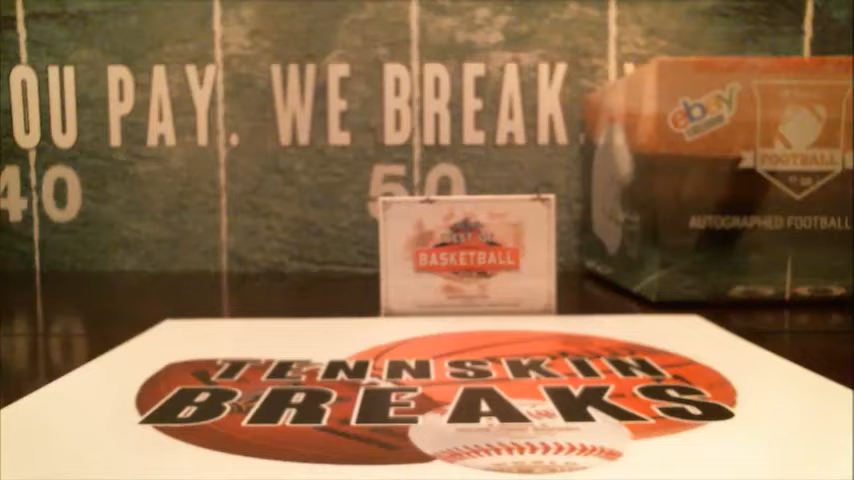 OU PAY. WE BREAK.
40
50
ebay
FOOTBALL
AUTOGRAPHED FOOTBALL
BEST OF
BASKETBALL
TENNSKIN
BREAKS